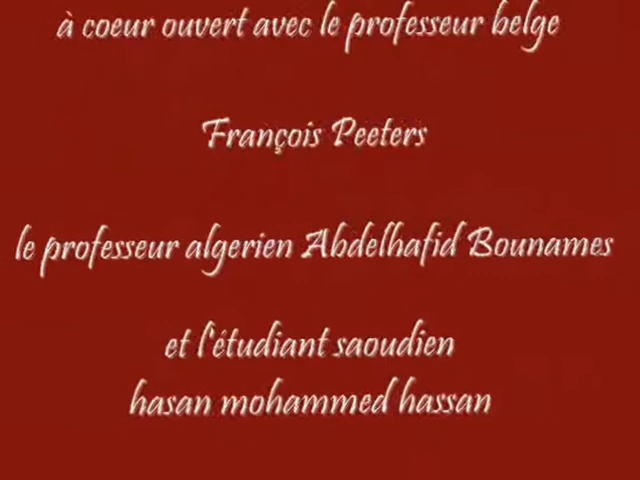 à coeur ouvert avec le professeur belge
François Peeters
le professeur algerien Abdelhafid Bounames
et l'étudiant saoudien
hasan mohammed hassan